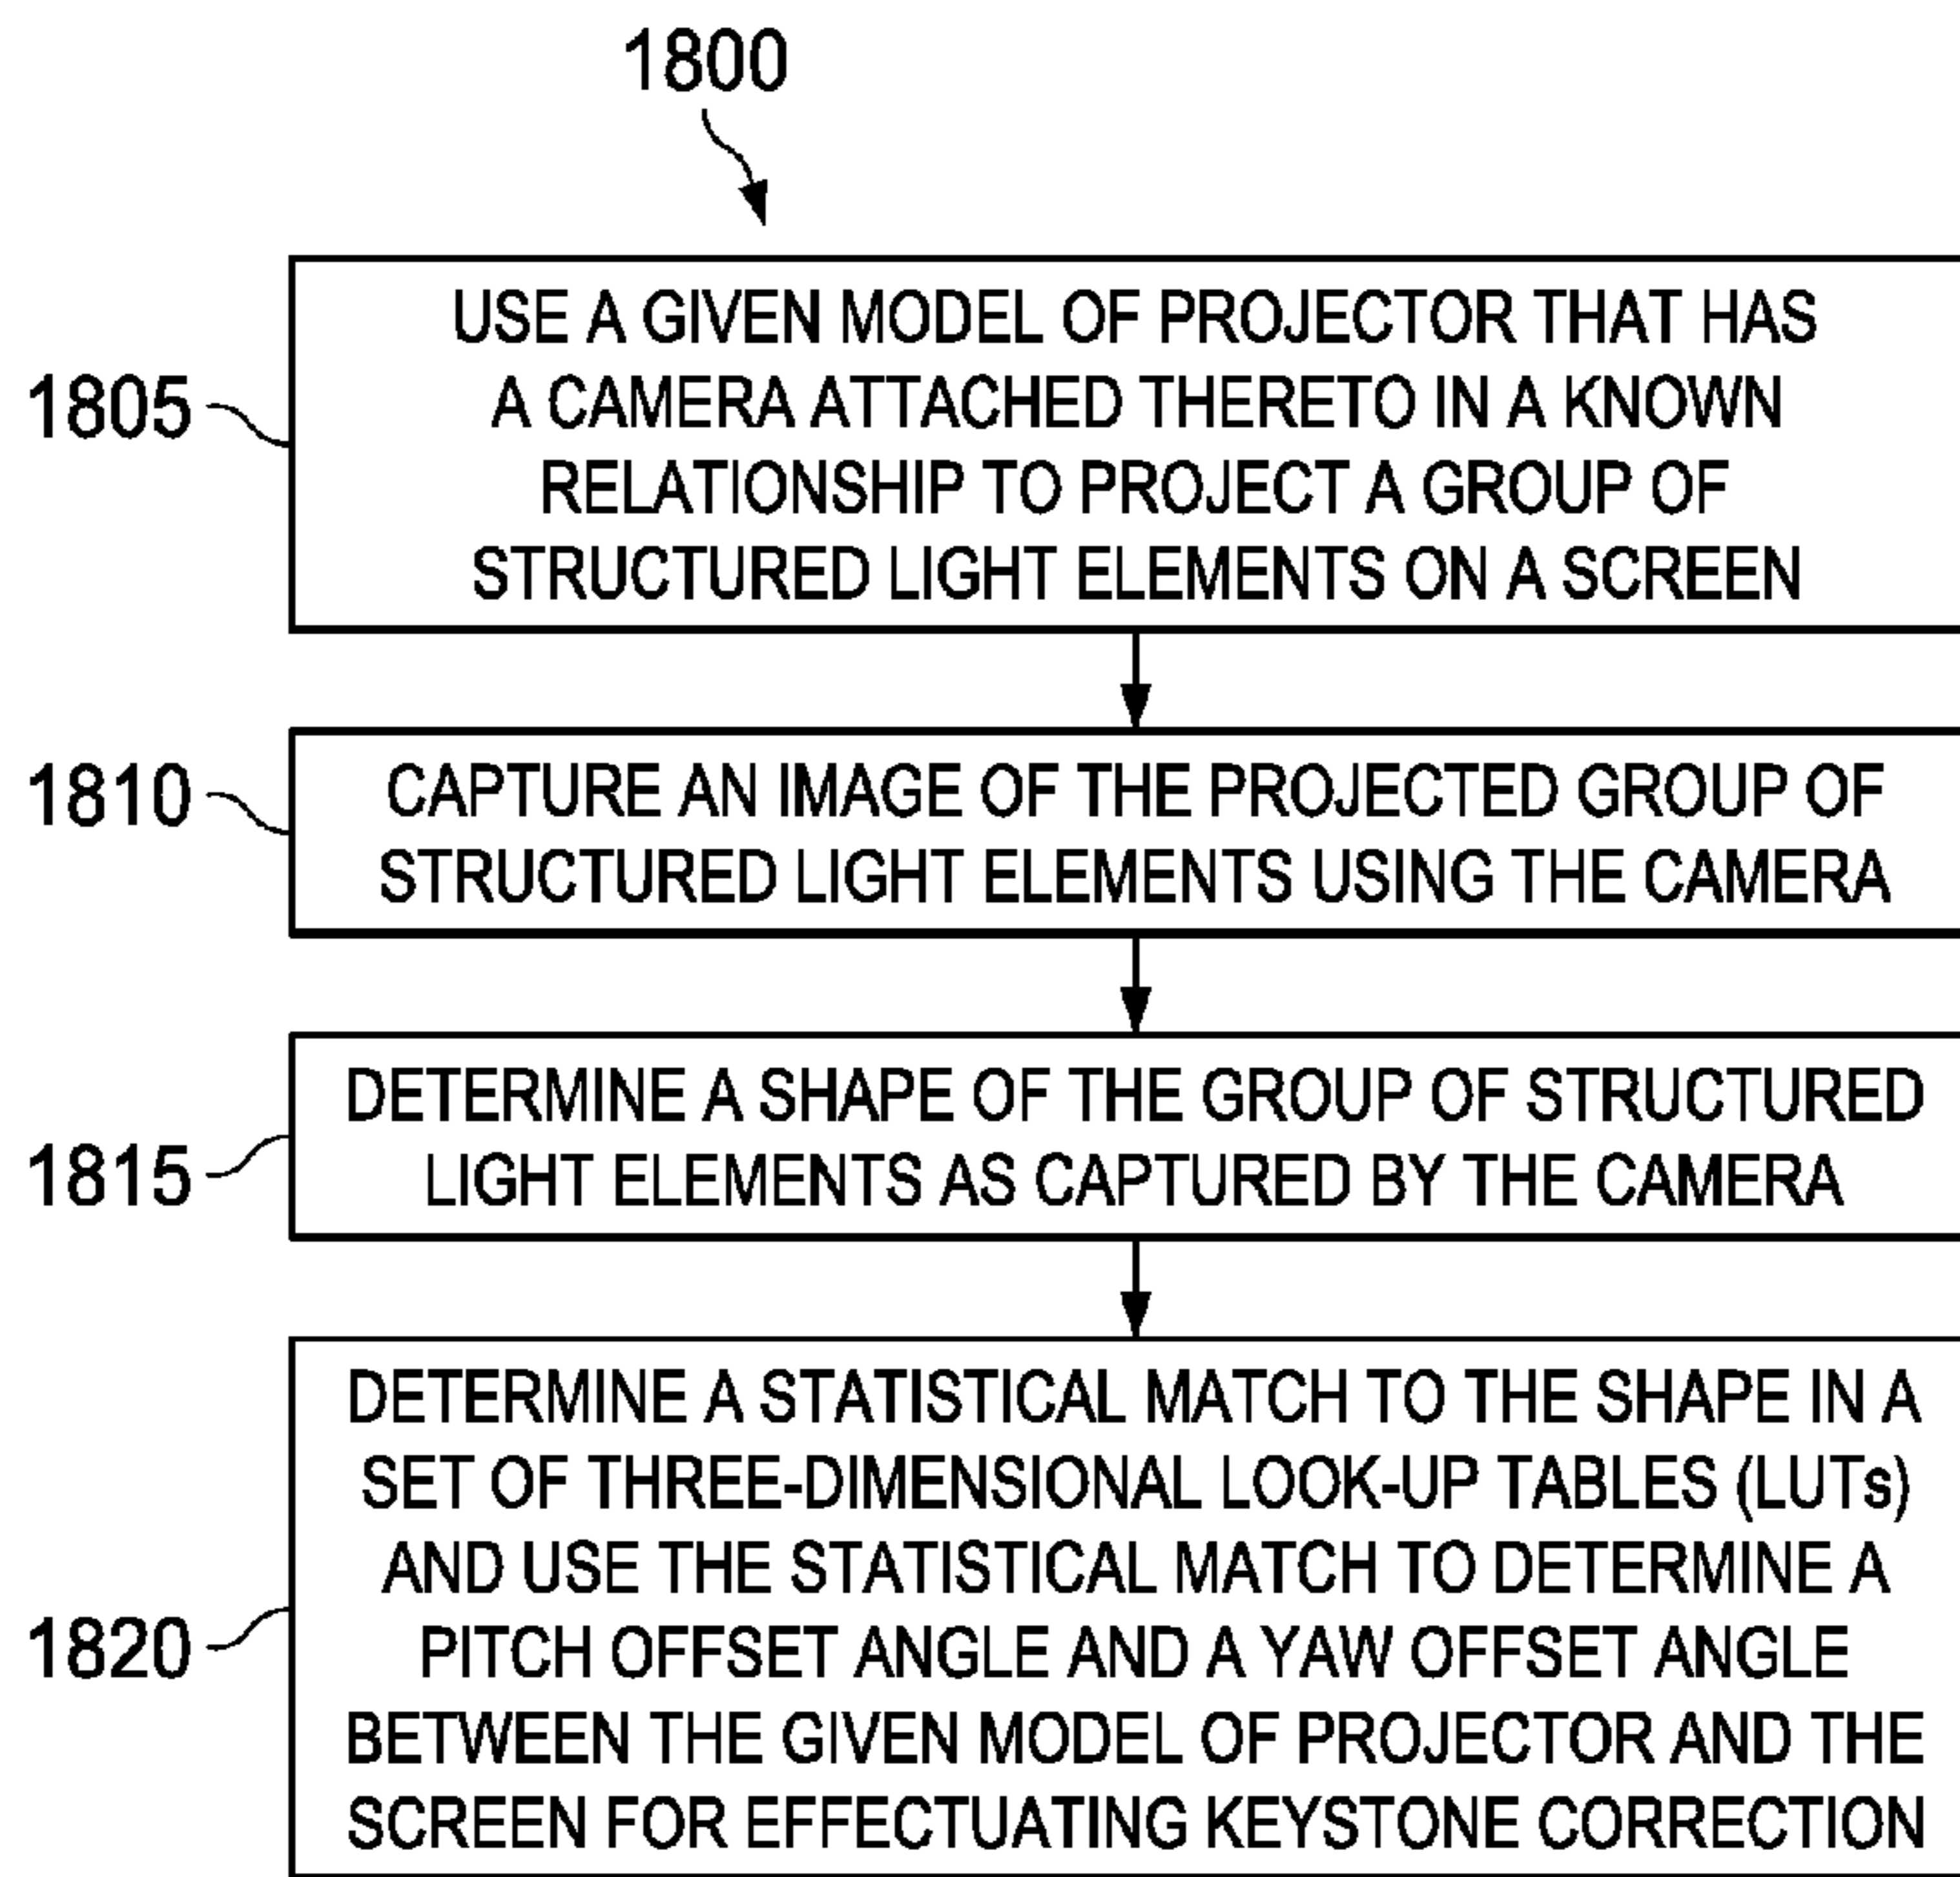 1800
1805
USE A GIVEN MODEL OF PROJECTOR THAT HAS
A CAMERA ATTACHED THERETO IN A KNOWN
RELATIONSHIP TO PROJECT A GROUP OF
STRUCTURED LIGHT ELEMENTS ON A SCREEN
1810
CAPTURE AN IMAGE OF THE PROJECTED GROUP OF
STRUCTURED LIGHT ELEMENTS USING THE CAMERA
1815
DETERMINE A SHAPE OF THE GROUP OF STRUCTURED
LIGHT ELEMENTS AS CAPTURED BY THE CAMERA
1820
DETERMINE A STATISTICAL MATCH TO THE SHAPE IN A
SET OF THREE-DIMENSIONAL LOOK-UP TABLES (LUTs)
AND USE THE STATISTICAL MATCH TO DETERMINE A
PITCH OFFSET ANGLE AND A YAW OFFSET ANGLE
BETWEEN THE GIVEN MODEL OF PROJECTOR AND THE
SCREEN FOR EFFECTUATING KEYSTONE CORRECTION